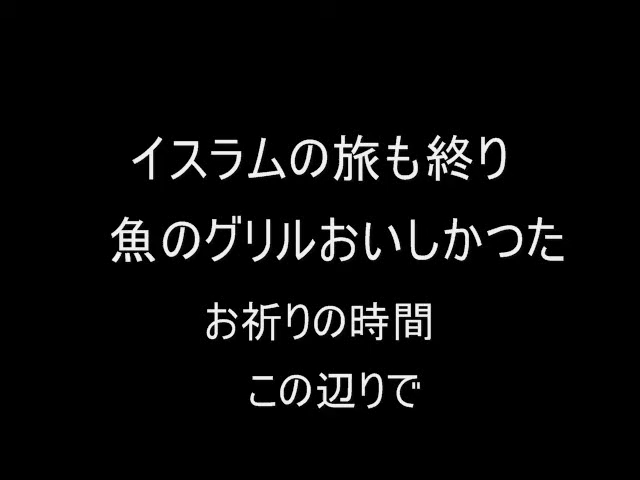 イスラムの旅も終り
魚のグリルおいしかつた
お祈りの時間
この辺りで